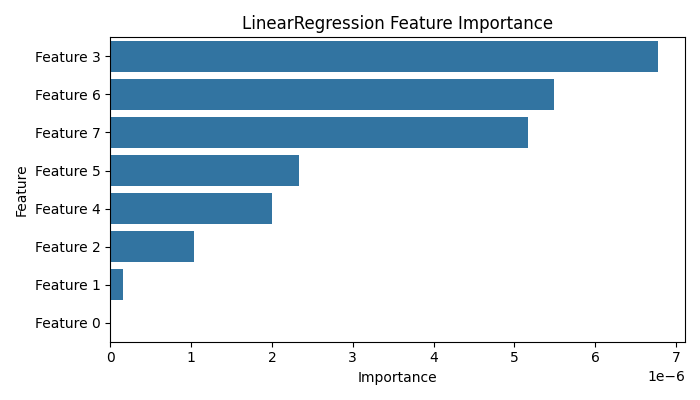 LinearRegression Feature Importance
Feature 3
Feature 6
Feature 7
Feature 5
Feature 4
Feature 2
Feature 1
Feature 0
Feature
0 1 2 3 4 5 6 7
1e−6
Importance